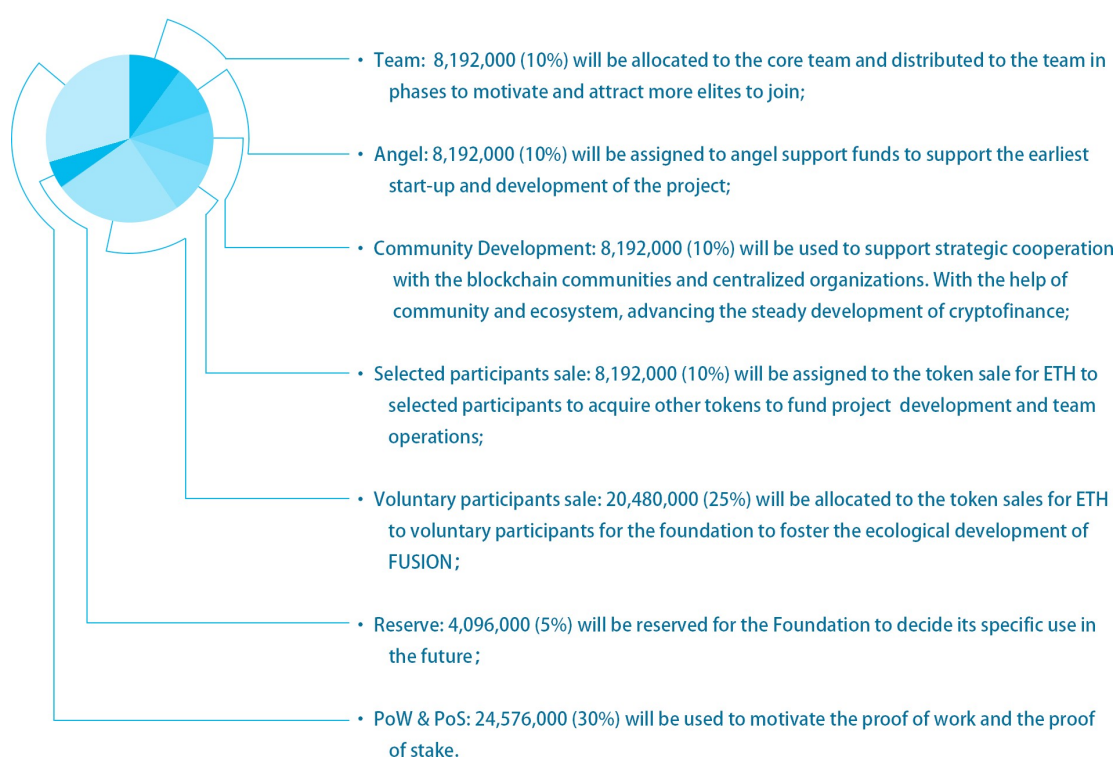 • Team: 8,192,000 (10%) will be allocated to the core team and distributed to the team in
phases to motivate and attract more elites to join;
• Angel: 8,192,000 (10%) will be assigned to angel support funds to support the earliest
start-up and development of the project;
• Community Development: 8,192,000 (10%) will be used to support strategic cooperation
with the blockchain communities and centralized organizations. With the help of
community and ecosystem, advancing the steady development of cryptofinance;
• Selected participants sale: 8,192,000 (10%) will be assigned to the token sale for ETH to
selected participants to acquire other tokens to fund project development and team
operations;
• Voluntary participants sale: 20,480,000 (25%) will be allocated to the token sales for ETH
to voluntary participants for the foundation to foster the ecological development of
FUSION;
• Reserve: 4,096,000 (5%) will be reserved for the Foundation to decide its specific use in
the future;
• PoW & PoS: 24,576,000 (30%) will be used to motivate the proof of work and the proof
of stake.